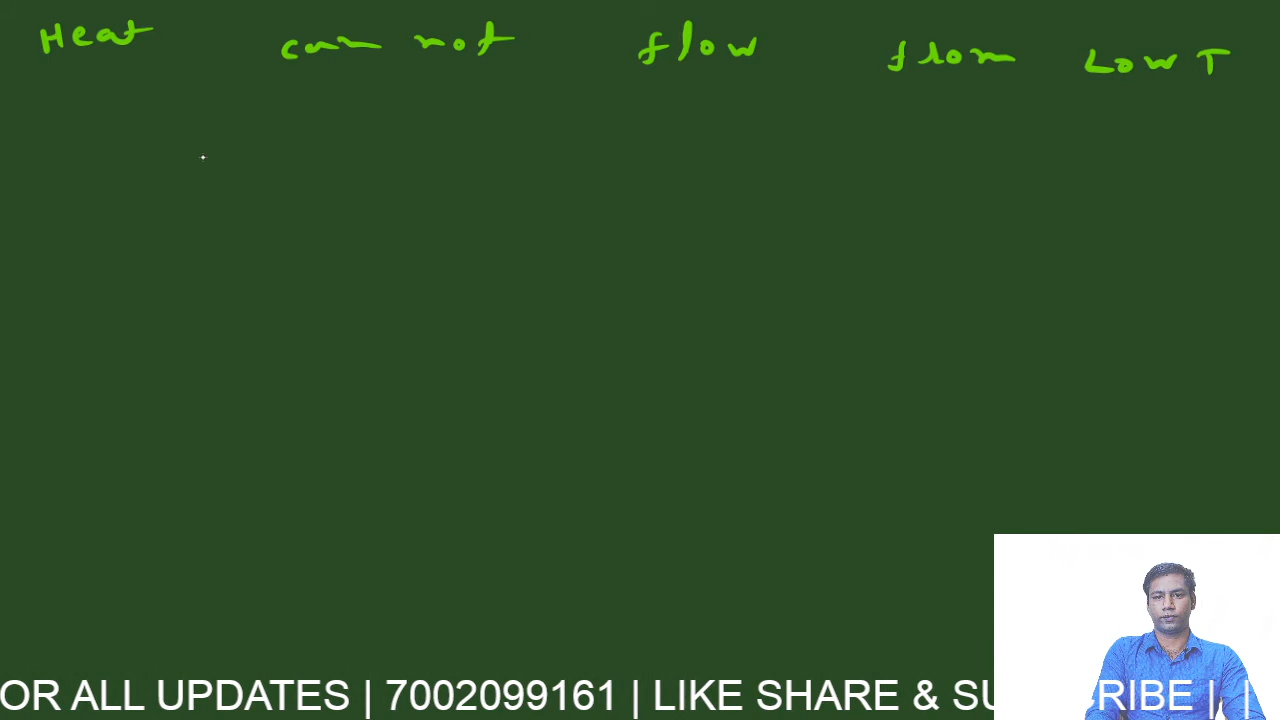 Heat can not flow from Low T
OR ALL UPDATES | 7002099161 | LIKE SHARE & SU RIBE | |